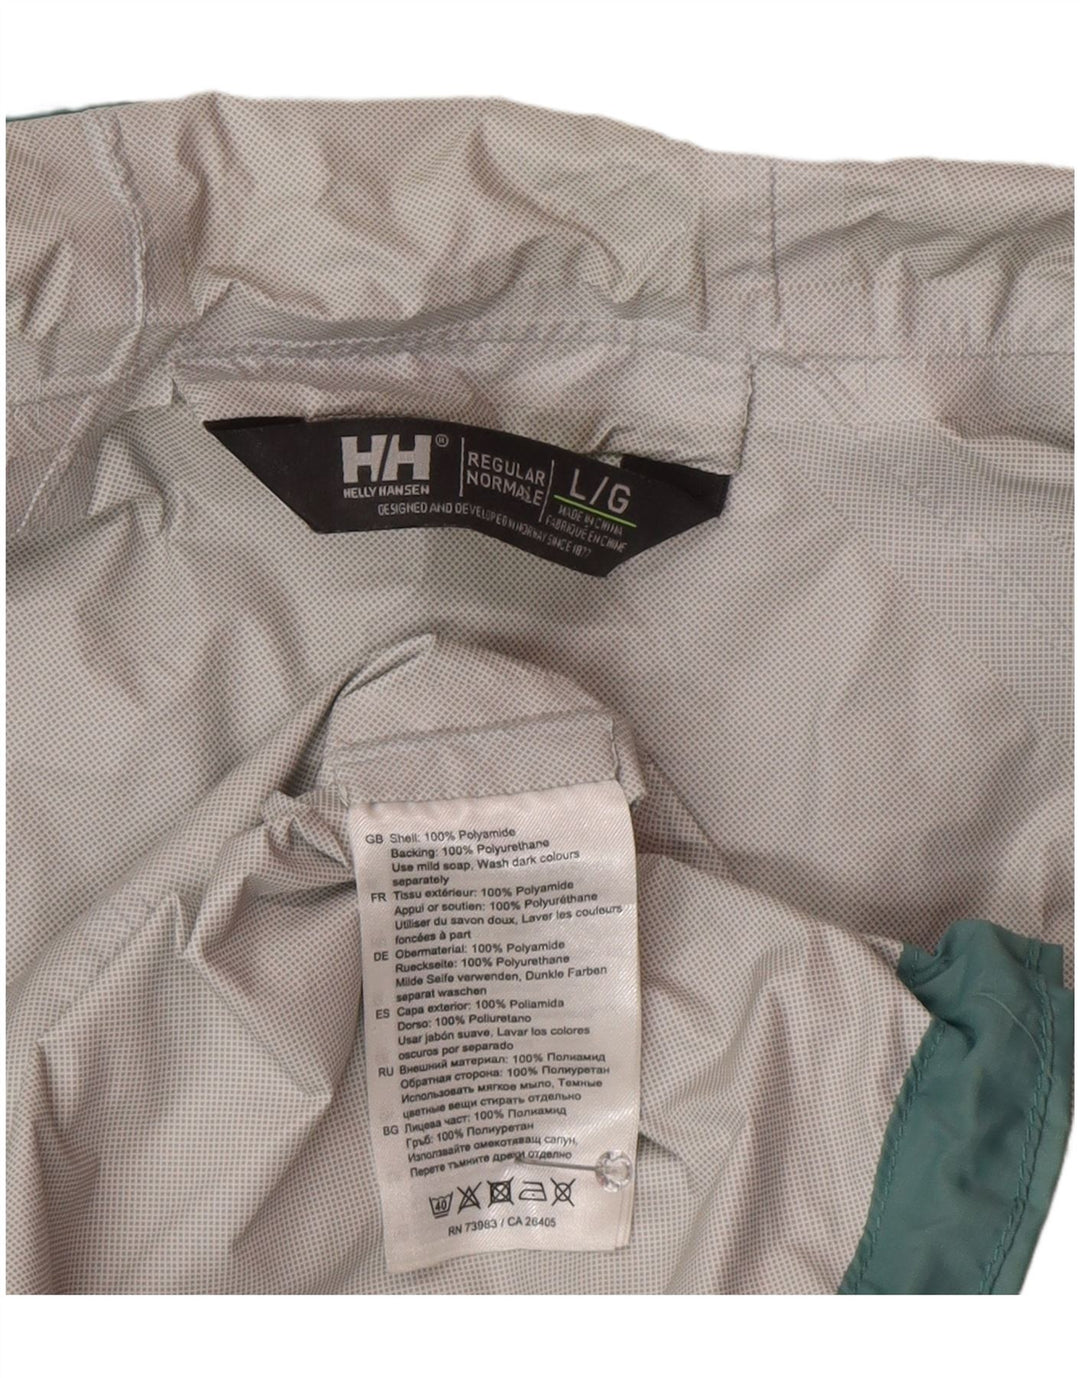 HH®
HELLY HANSEN
REGULAR
NORMALE
L/G
MADE IN CHINA
FABRIQUÉ EN CHINE
DESIGNED AND DEVELOPED IN NORWAY SINCE 1877
GB Shell: 100% Polyamide
Backing: 100% Polyurethane
Use mild soap, Wash dark colours
separately
FR Tissu extérieur: 100% Polyamide
Appui or soutien: 100% Polyuréthane
Utiliser du savon doux, Laver les couleurs
foncées à part
DE Obermaterial: 100% Polyamide
Rueckseite: 100% Polyurethane
Milde Seife verwenden, Dunkle Farben
separat waschen
ES Capa exterior: 100% Poliamida
Dorso: 100% Poliuretano
Usar jabón suave, Lavar los colores
oscuros por separado
RU Внешний материал: 100% Полиамид
Обратная сторона: 100% Полиуретан
Использовать мягкое мыло, Темные
цветные вещи стирать отдельно
BG Лицева част: 100% Полиамид
Гръб: 100% Полиуретан
Използвайте омекотяващ сапун,
Перете тъмните дрехи отделно
40
RN 73983 / CA 26405